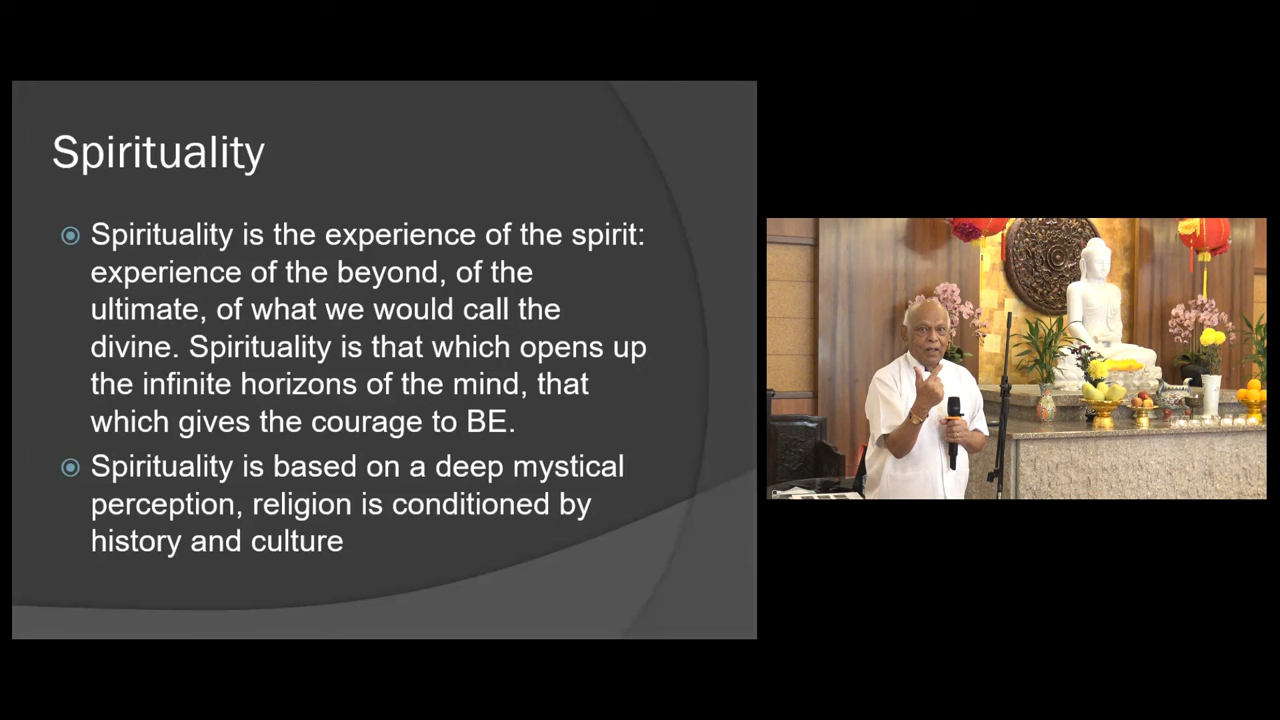 Spirituality
Spirituality is the experience of the spirit:
experience of the beyond, of the
ultimate, of what we would call the
divine. Spirituality is that which opens up
the infinite horizons of the mind, that
which gives the courage to BE.
Spirituality is based on a deep mystical
perception, religion is conditioned by
history and culture